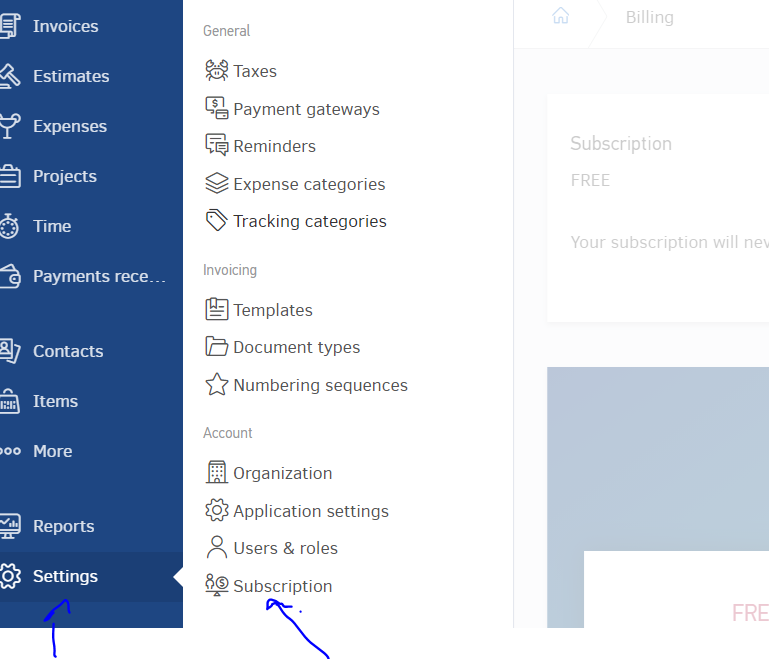 Invoices
Estimates
Expenses
Projects
Time
Payments rece...
Contacts
Items
More
Reports
Settings
General
Taxes
Payment gateways
Reminders
Expense categories
Tracking categories
Invoicing
Templates
Document types
Numbering sequences
Account
Organization
Application settings
Users & roles
Subscription
Billing
Subscription
FREE
Your subscription will nev
FRE